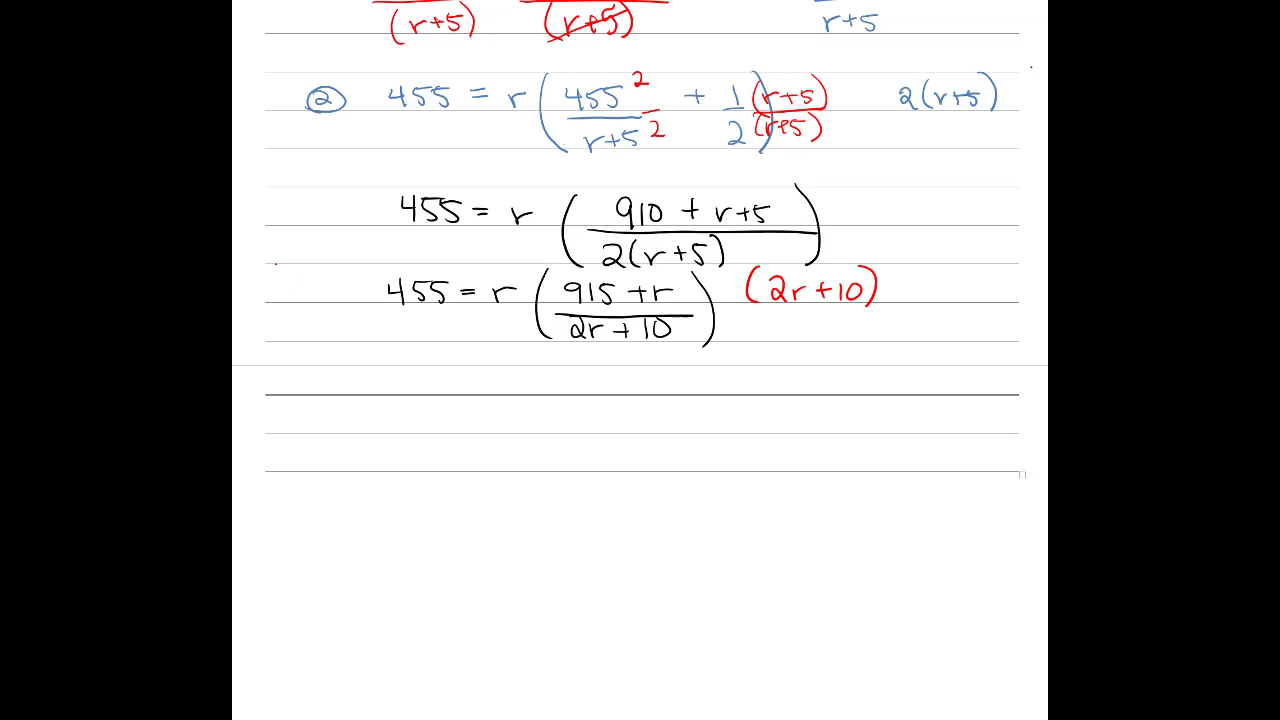 (r+5) (r+5) r+5
② 455 = r ( 455/r+5 2/2 + 1/2 ) (r+5)/(r+5) 2(r+5)
455 = r ( 910 + r+5 / 2(r+5) )
455 = r ( 915 + r / 2r + 10 ) (2r+10)